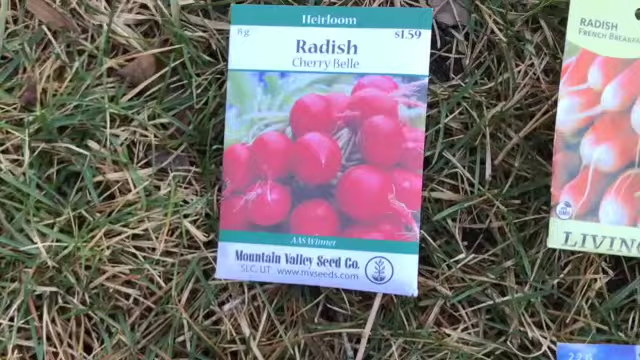 Heirloom
8g
$1.59
Radish
Cherry Belle
AAS Winner
Mountain Valley Seed Co.
SLC, UT www.mvseeds.com
RADISH
FRENCH
LIVING